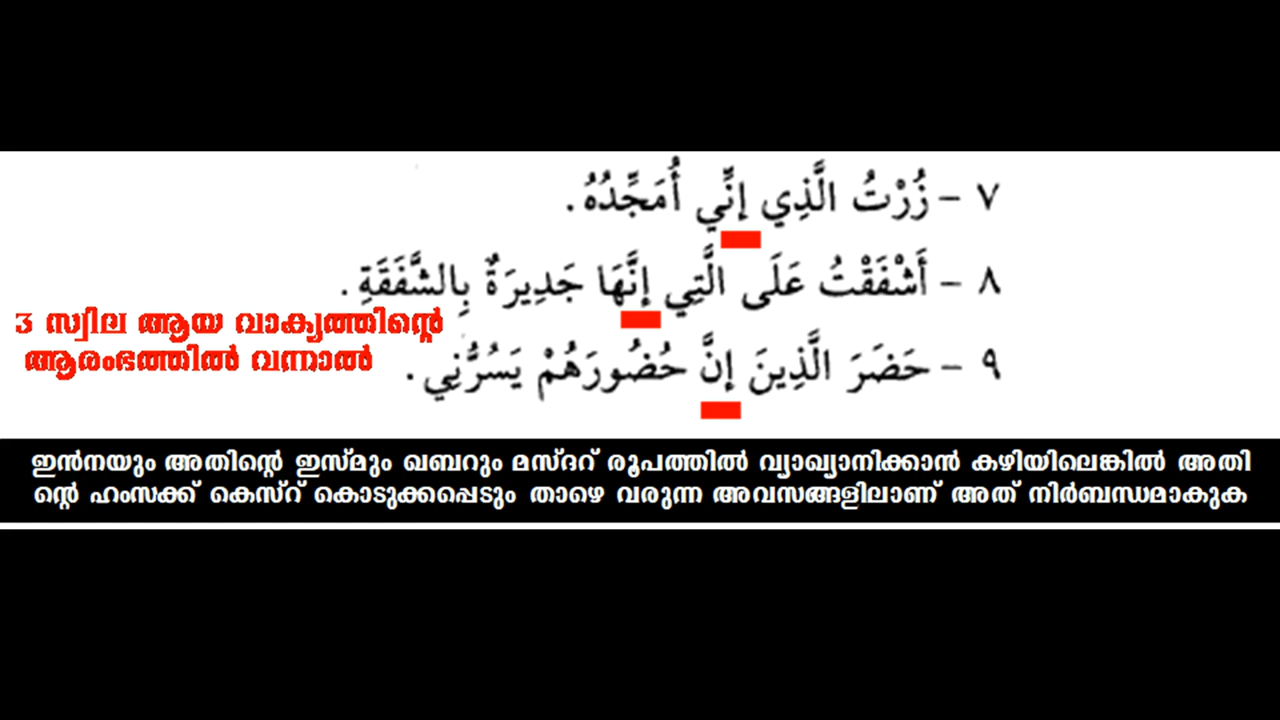 ٧ – زُرْتُ الَّذِي إِنِّي أُمَجِّدُهُ.
٨ – أَشْفَقْتُ عَلَى الَّتِي إِنَّهَا جَدِيرَةٌ بِالشَّفَقَةِ.
3 സ്വില ആയ വാക്യത്തിന്റെ
ആരംഭത്തിൽ വന്നാൽ
٩ – حَضَرَ الَّذِينَ إِنَّ حُضُورَهُمْ يَسُرُّنِي.
ഇൻനയും അതിന്റെ ഇസ്മും ഖബറും മസ്ദറ് രൂപത്തിൽ വ്യാഖ്യാനിക്കാൻ കഴിയിലെങ്കിൽ അതി
ന്റെ ഹംസക്ക് കെസ്റ് കൊടുക്കപ്പെടും താഴെ വരുന്ന അവസങ്ങളിലാണ് അത് നിർബന്ധമാകുക